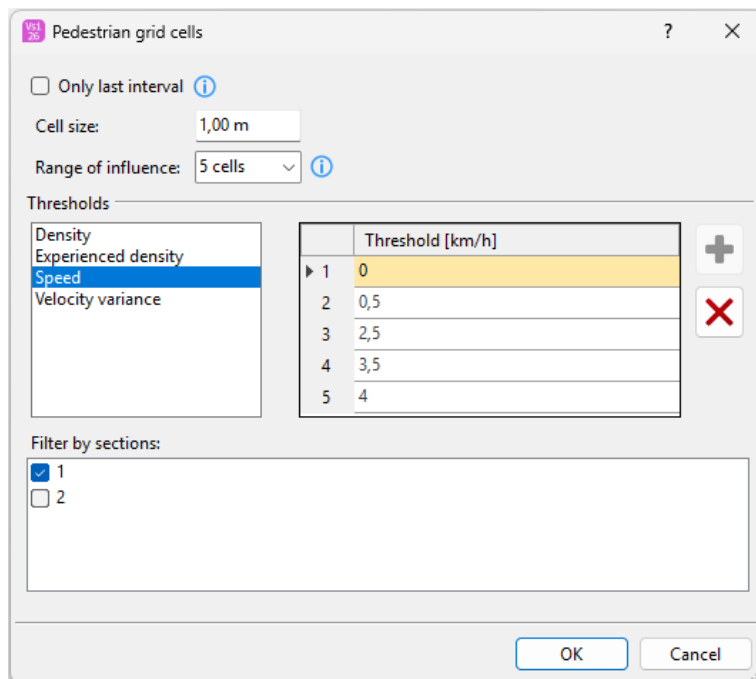 Vsi 26 Pedestrian grid cells ?
Only last interval
Cell size: 1,00 m
Range of influence: 5 cells
Thresholds
Density
Experienced density
Speed
Velocity variance
Threshold [km/h]
1 0
2 0,5
3 2,5
4 3,5
5 4
Filter by sections:
1
2
OK Cancel